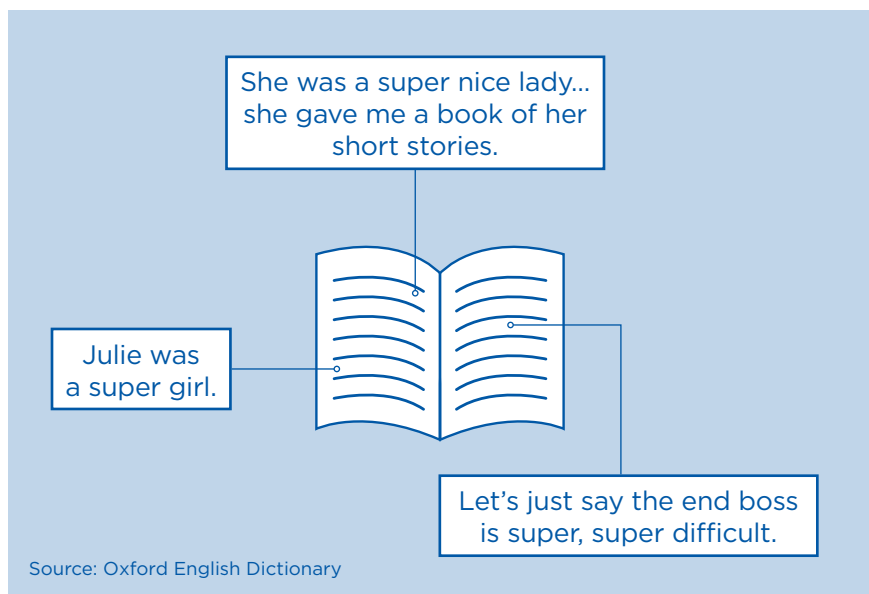 She was a super nice lady...
she gave me a book of her
short stories.
Julie was
a super girl.
Let's just say the end boss
is super, super difficult.
Source: Oxford English Dictionary